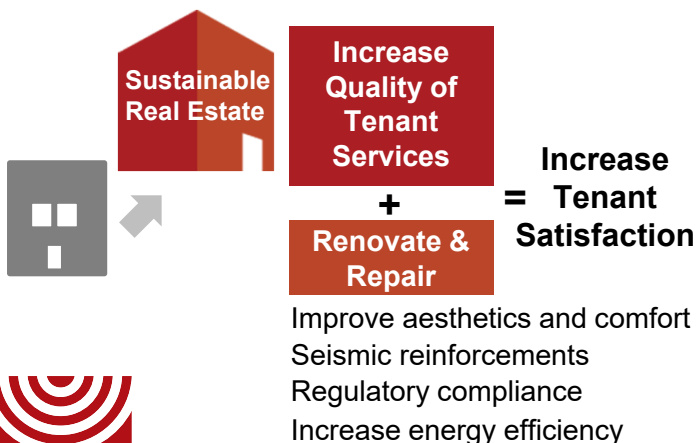 Sustainable
Real Estate
Increase
Quality of
Tenant
Services
+
Renovate &
Repair
=
Increase
Tenant
Satisfaction
Improve aesthetics and comfort
Seismic reinforcements
Regulatory compliance
Increase energy efficiency